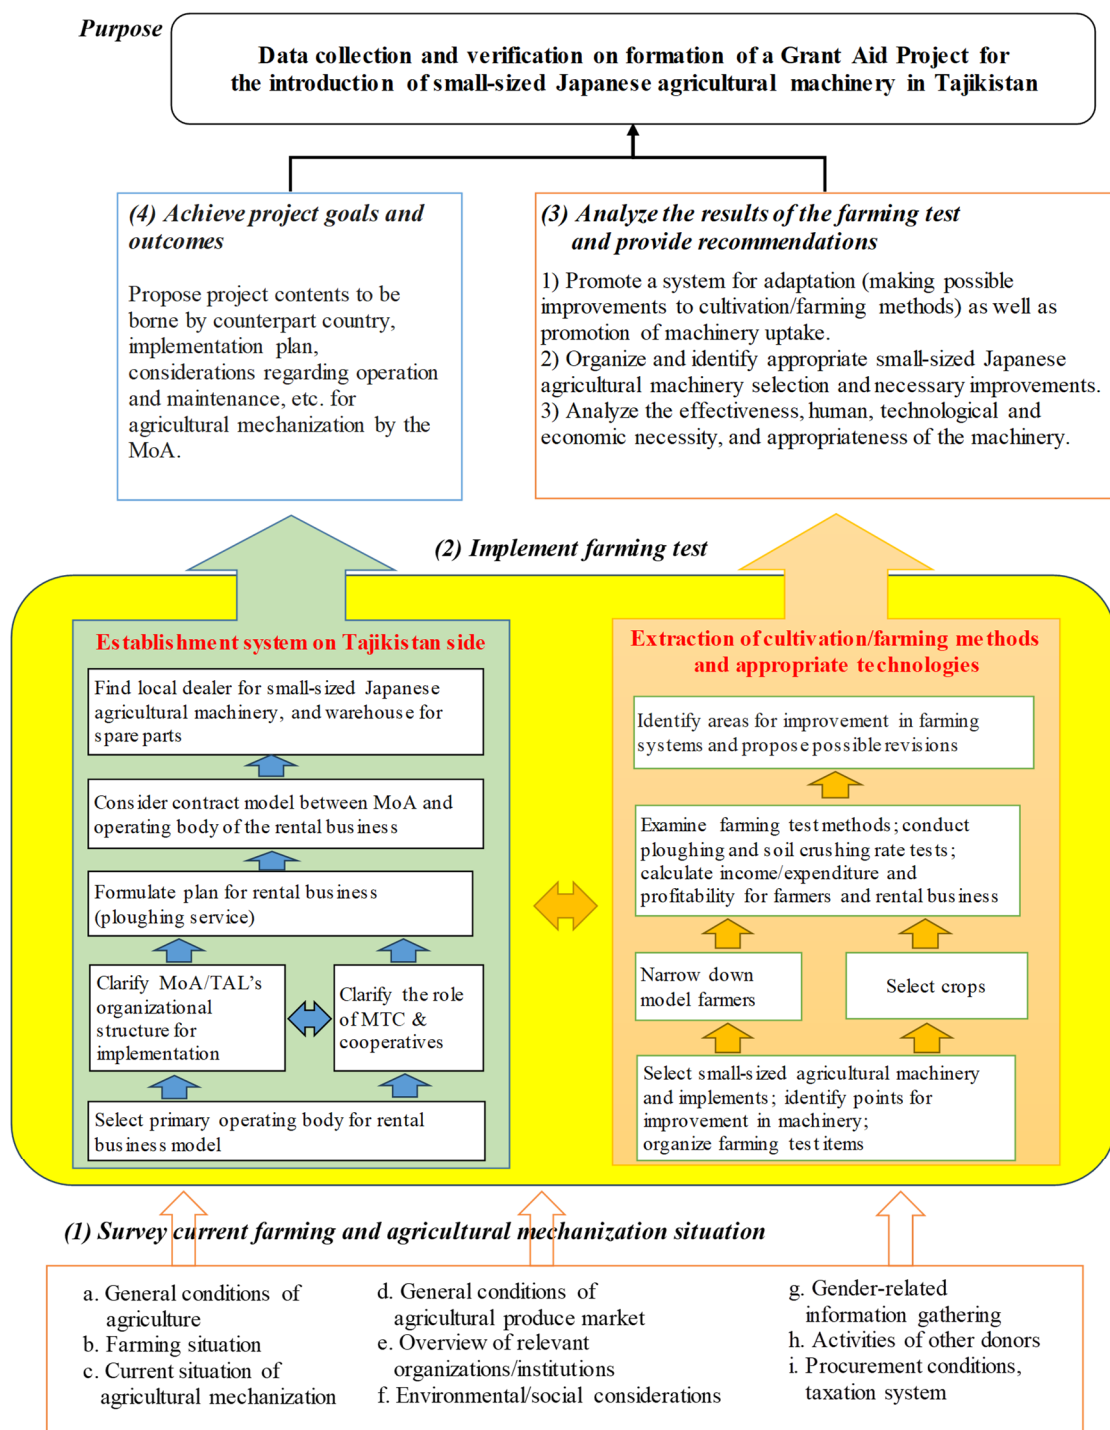 Purpose
Data collection and verification on formation of a Grant Aid Project for
the introduction of small-sized Japanese agricultural machinery in Tajikistan
(4) Achieve project goals and
outcomes
Propose project contents to be
borne by counterpart country,
implementation plan,
considerations regarding operation
and maintenance, etc. for
agricultural mechanization by the
MoA.
(3) Analyze the results of the farming test
and provide recommendations
1) Promote a system for adaptation (making possible
improvements to cultivation/farming methods) as well as
promotion of machinery uptake.
2) Organize and identify appropriate small-sized Japanese
agricultural machinery selection and necessary improvements.
3) Analyze the effectiveness, human, technological and
economic necessity, and appropriateness of the machinery.
(2) Implement farming test
Establishment system on Tajikistan side
Find local dealer for small-sized Japanese
agricultural machinery, and warehouse for
spare parts
Consider contract model between MoA and
operating body of the rental business
Formulate plan for rental business
(ploughing service)
Clarify MoA/TAL's
organizational
structure for
implementation
Clarify the role
of MTC &
cooperatives
Select primary operating body for rental
business model
Extraction of cultivation/farming methods
and appropriate technologies
Identify areas for improvement in farming
systems and propose possible revisions
Examine farming test methods; conduct
ploughing and soil crushing rate tests;
calculate income/expenditure and
profitability for farmers and rental business
Narrow down
model farmers
Select crops
Select small-sized agricultural machinery
and implements; identify points for
improvement in machinery;
organize farming test items
(1) Survey current farming and agricultural mechanization situation
a. General conditions of
agriculture
b. Farming situation
c. Current situation of
agricultural mechanization
d. General conditions of
agricultural produce market
e. Overview of relevant
organizations/institutions
f. Environmental/social considerations
g. Gender-related
information gathering
h. Activities of other donors
i. Procurement conditions,
taxation system